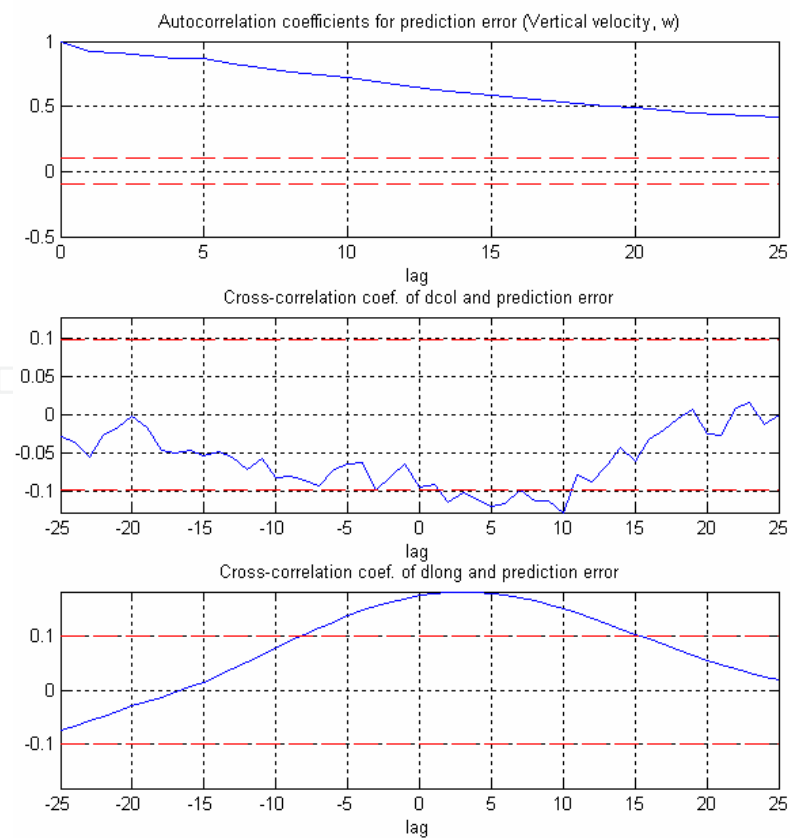 Autocorrelation coefficients for prediction error (Vertical velocity, w)
1
0.5
0
-0.5
0 5 10 15 20 25
lag
Cross-correlation coef. of dcol and prediction error
0.1
0.05
0
-0.05
-0.1
-25 -20 -15 -10 -5 0 5 10 15 20 25
lag
Cross-correlation coef. of dlong and prediction error
0.1
0
-0.1
-25 -20 -15 -10 -5 0 5 10 15 20 25
lag